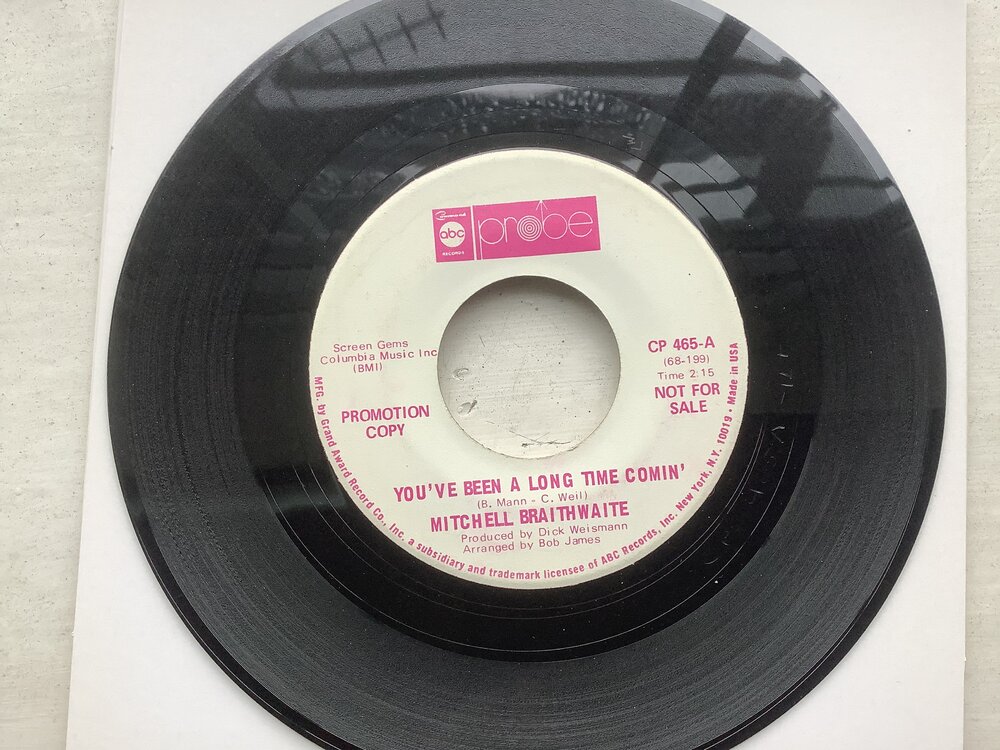 abc
RECORDS
probe
Screen Gems
Columbia Music Inc
(BMI)
PROMOTION
COPY
CP 465-A
(68-199)
Time 2:15
NOT FOR
SALE
YOU'VE BEEN A LONG TIME COMIN'
(B. Mann - C. Weil)
MITCHELL BRAITHWAITE
Produced by Dick Weismann
Arranged by Bob James
MFG. by Grand Award Record Co., Inc. a subsidiary and trademark licensee of ABC Records, Inc. New York, N.Y. 10019 • Made in USA